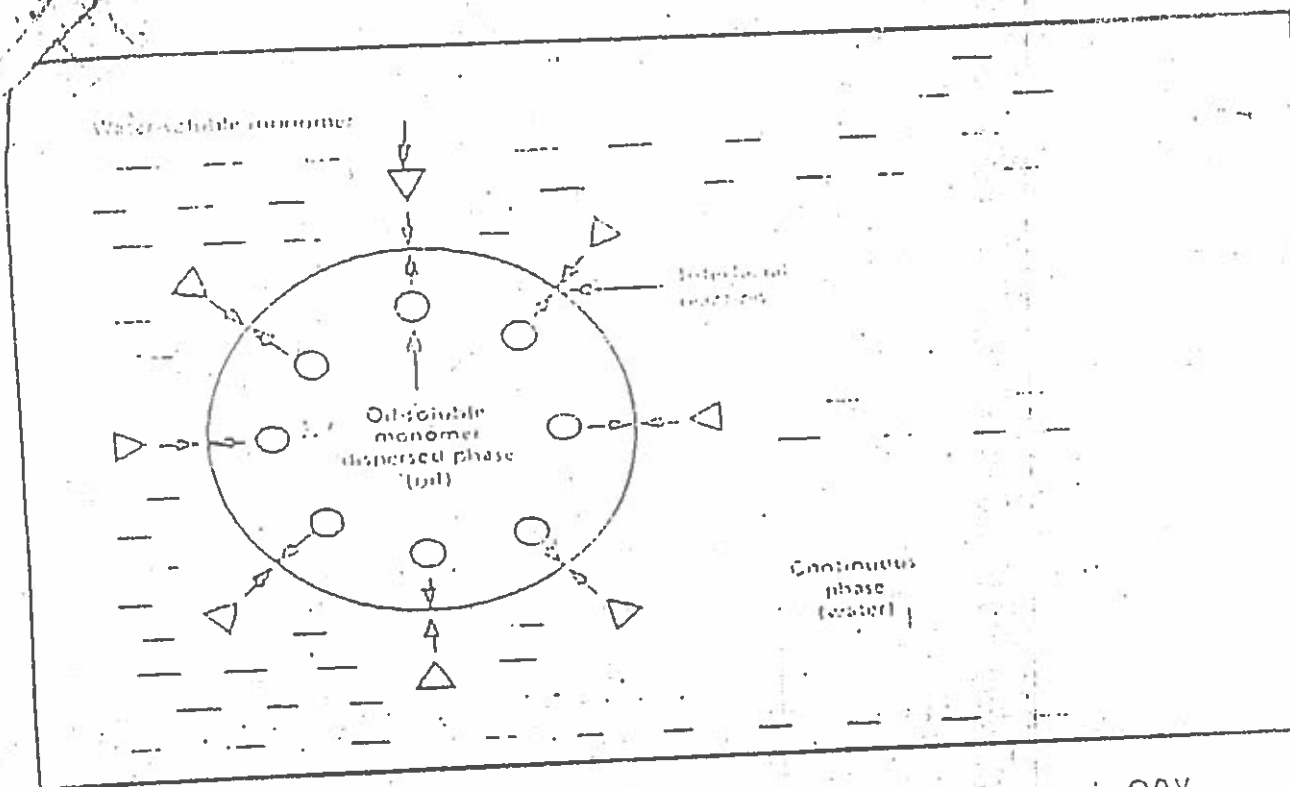 Water-soluble monomer
Interfacial
reaction
Oil-soluble
monomer
dispersed phase
(oil)
Continuous
phase
(water)